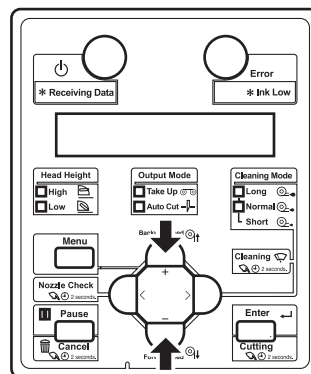 Error
* Receiving Data
* Ink Low
Head Height
High
Low
Output Mode
Take Up
Auto Cut
Cleaning Mode
Long
Normal
Short
Menu
+
Cleaning
2 seconds.
Nozzle Check
2 seconds.
< >
Pause
Cancel
2 seconds.
–
Enter
Cutting
2 seconds.